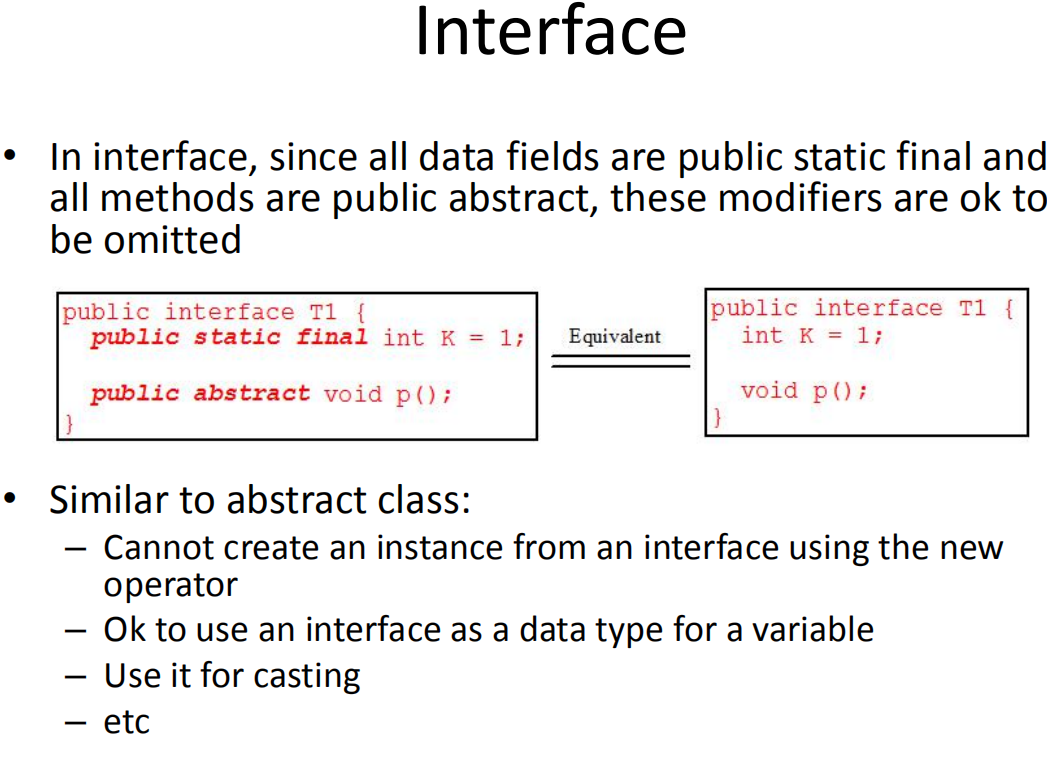 Interface
• In interface, since all data fields are public static final and
all methods are public abstract, these modifiers are ok to
be omitted
public interface T1 {
public static final int K = 1;
public abstract void p();
}
Equivalent
public interface T1 {
int K = 1;
void p();
}
• Similar to abstract class:
– Cannot create an instance from an interface using the new
operator
– Ok to use an interface as a data type for a variable
– Use it for casting
– etc